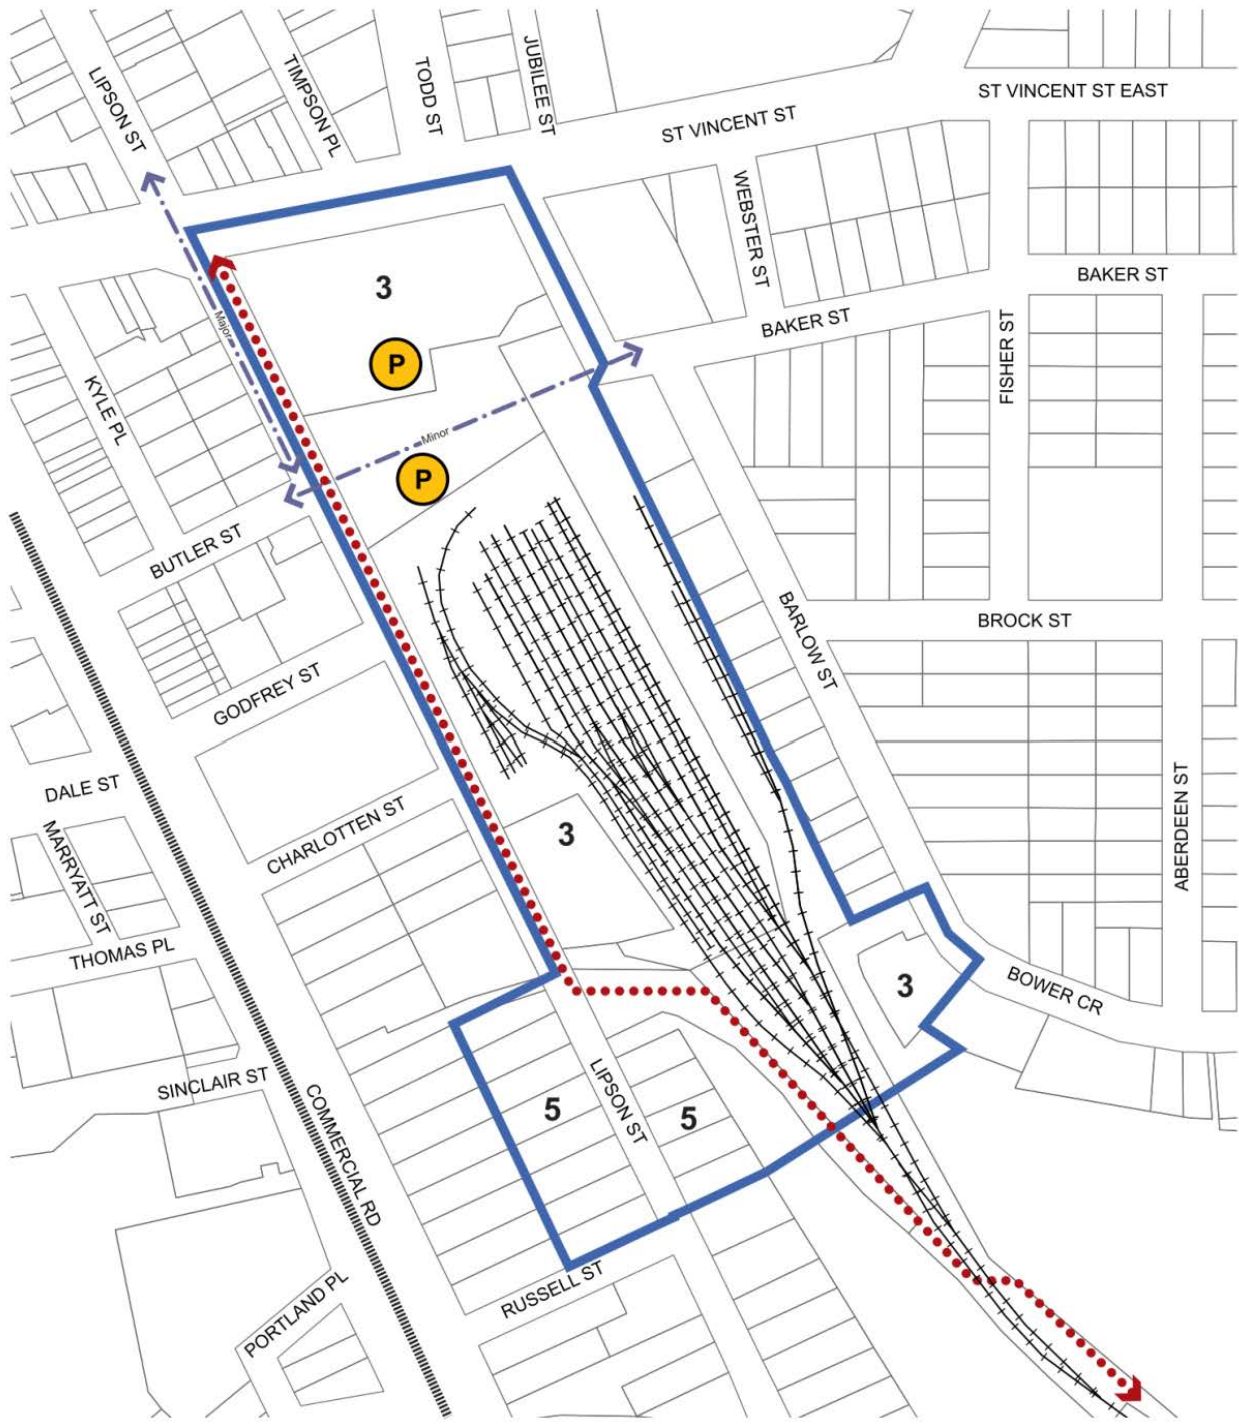 LIPSON ST
TIMPSON PL
TODD ST
JUBILEE ST
ST VINCENT ST
ST VINCENT ST EAST
WEBSTER ST
BAKER ST
BAKER ST
FISHER ST
3
Major
P
KYLE PL
Minor
P
BUTLER ST
BARLOW ST
BROCK ST
GODFREY ST
DALE ST
MARRYATT ST
CHARLOTTEN ST
3
ABERDEEN ST
THOMAS PL
3
BOWER CR
SINCLAIR ST
COMMERCIAL RD
5
LIPSON ST
5
RUSSELL ST
PORTLAND PL